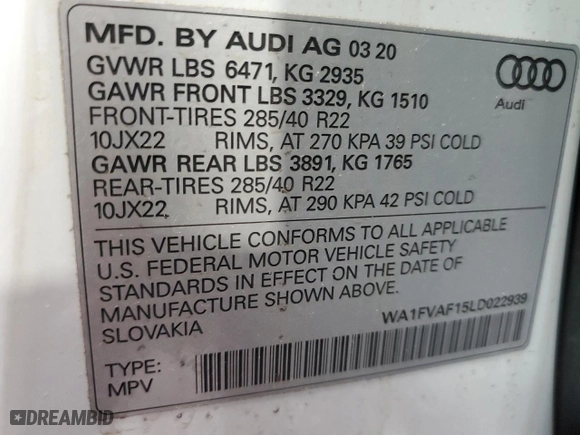 MFD. BY AUDI AG 03 20
GVWR LBS 6471, KG 2935
GAWR FRONT LBS 3329, KG 1510
FRONT-TIRES 285/40 R22
10JX22 RIMS, AT 270 KPA 39 PSI COLD
GAWR REAR LBS 3891, KG 1765
REAR-TIRES 285/40 R22
10JX22 RIMS, AT 290 KPA 42 PSI COLD
Audi
THIS VEHICLE CONFORMS TO ALL APPLICABLE
U.S. FEDERAL MOTOR VEHICLE SAFETY
STANDARDS IN EFFECT ON THE DATE OF
MANUFACTURE SHOWN ABOVE.
SLOVAKIA
WA1FVAF15LD022939
TYPE:
MPV
DREAMBID